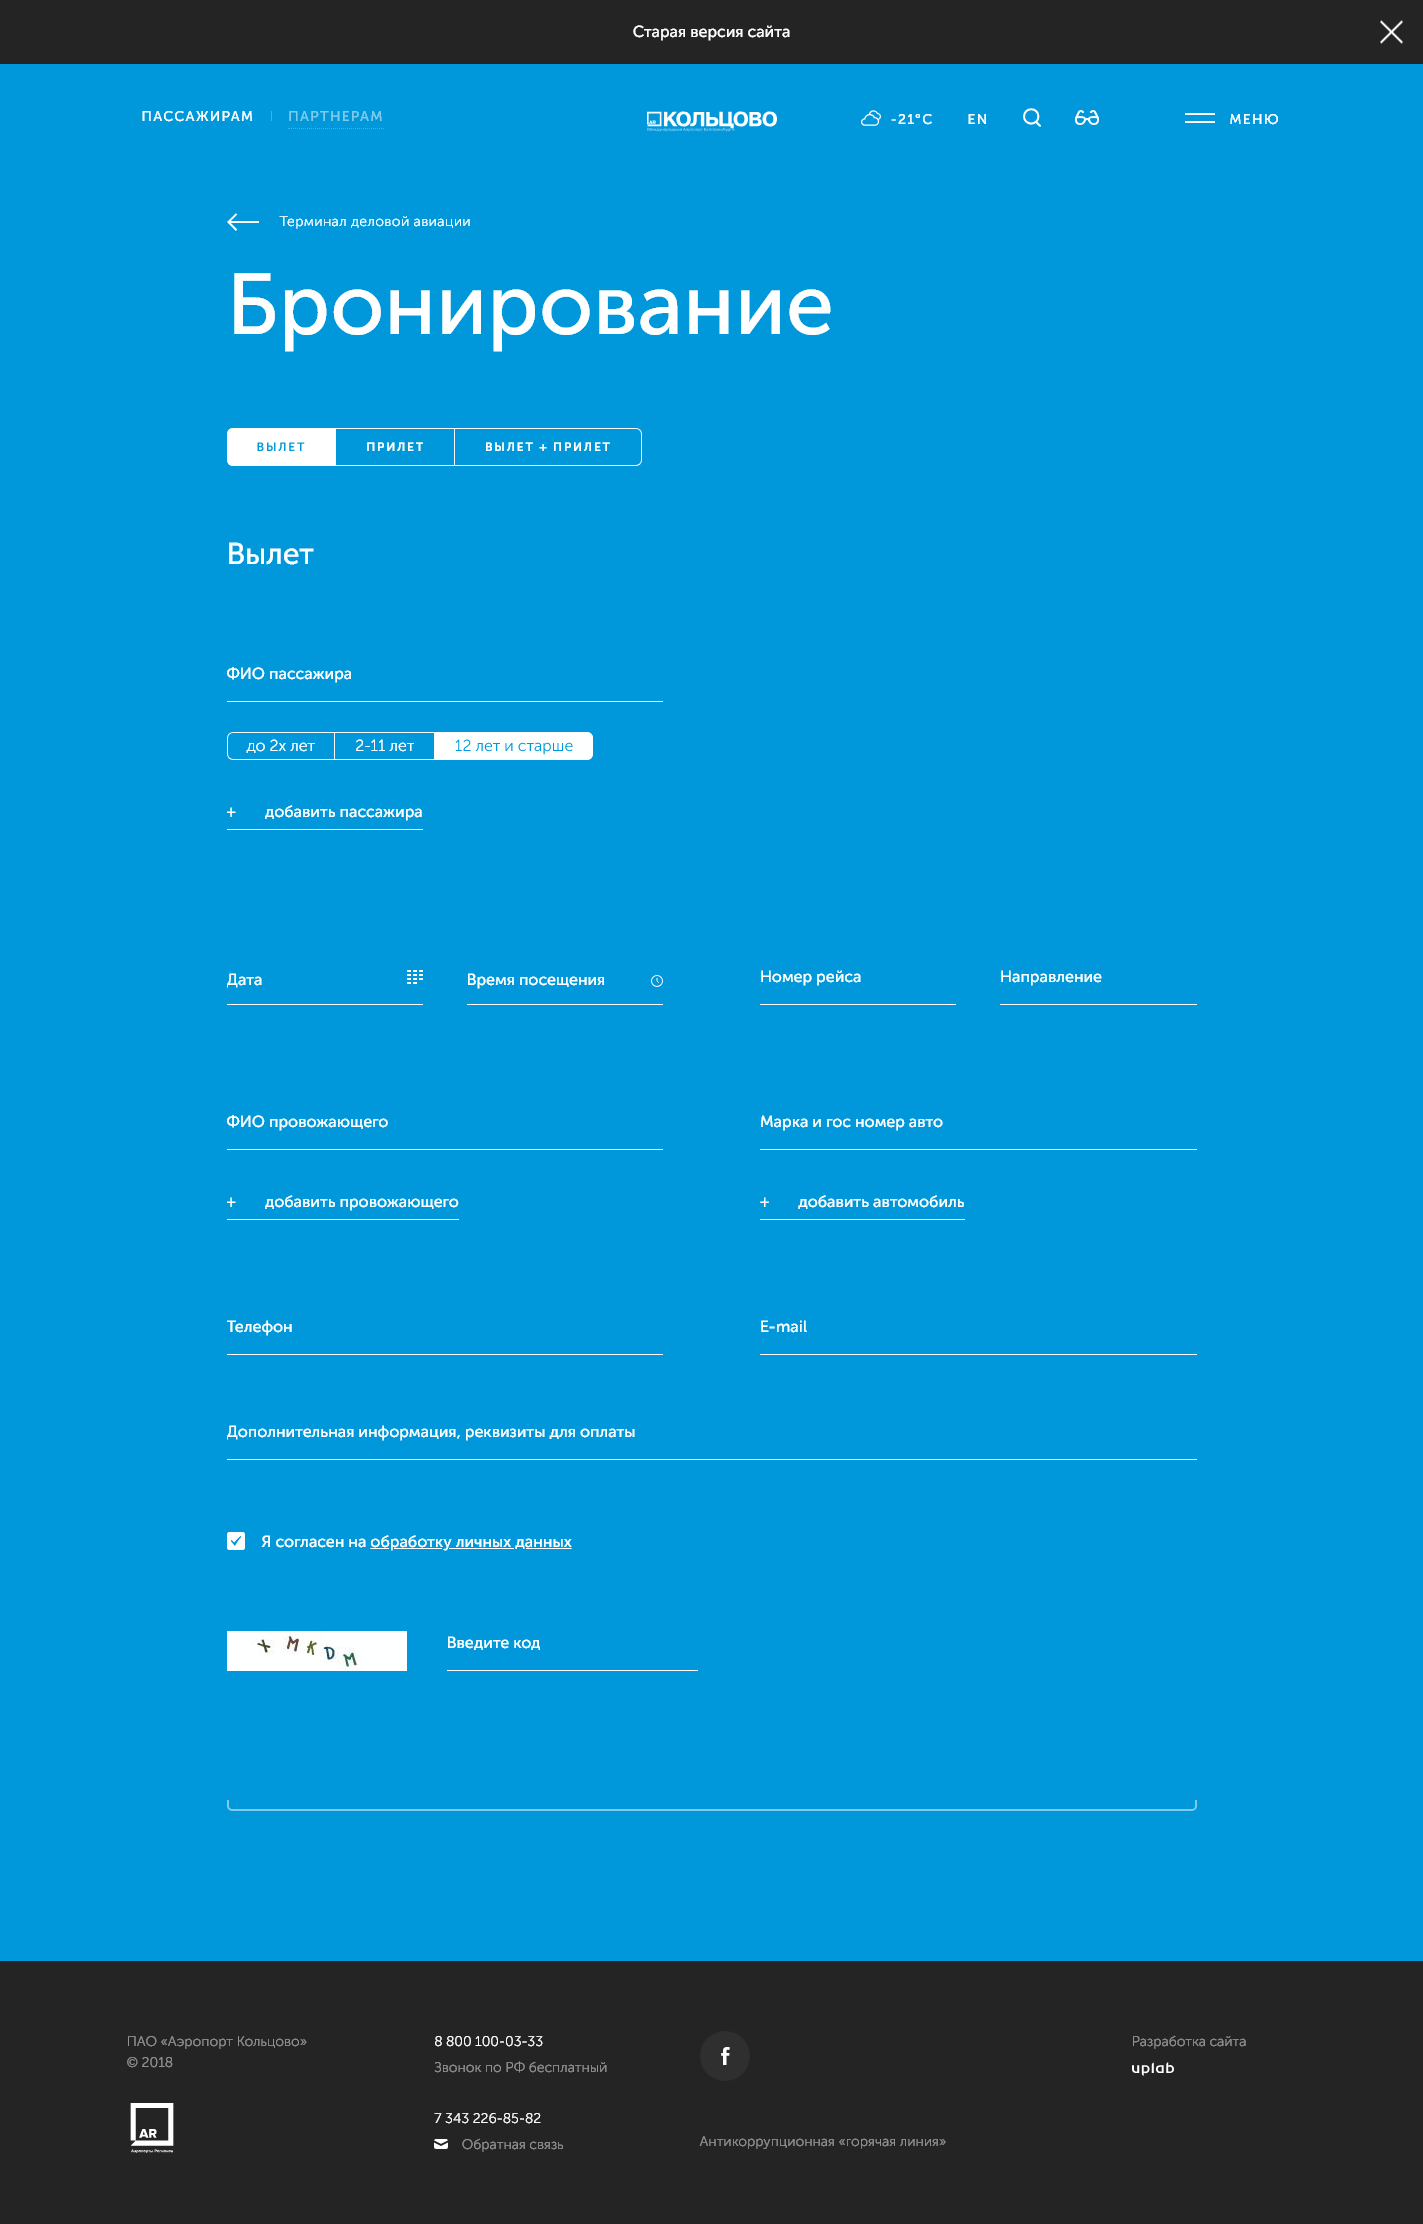 Старая версия сайта
ПАССАЖИРАМ
ПАРТНЕРАМ
КОЛЬЦОВО
-21°C
EN
МЕНЮ
Терминал деловой авиации
Бронирование
ВЫЛЕТ
ПРИЛЕТ
ВЫЛЕТ + ПРИЛЕТ
Вылет
ФИО пассажира
до 2х лет
2-11 лет
12 лет и старше
+ добавить пассажира
Дата
Время посещения
Номер рейса
Направление
ФИО провожающего
Марка и гос номер авто
+ добавить провожающего
+ добавить автомобиль
Телефон
E-mail
Дополнительная информация, реквизиты для оплаты
Я согласен на обработку личных данных
X M K D M
Введите код
ПАО «Аэропорт Кольцово»
© 2018
AR
Аэропорты Регионов
8 800 100-03-33
Звонок по РФ бесплатный
7 343 226-85-82
Обратная связь
f
Антикоррупционная «горячая линия»
Разработка сайта
uplab